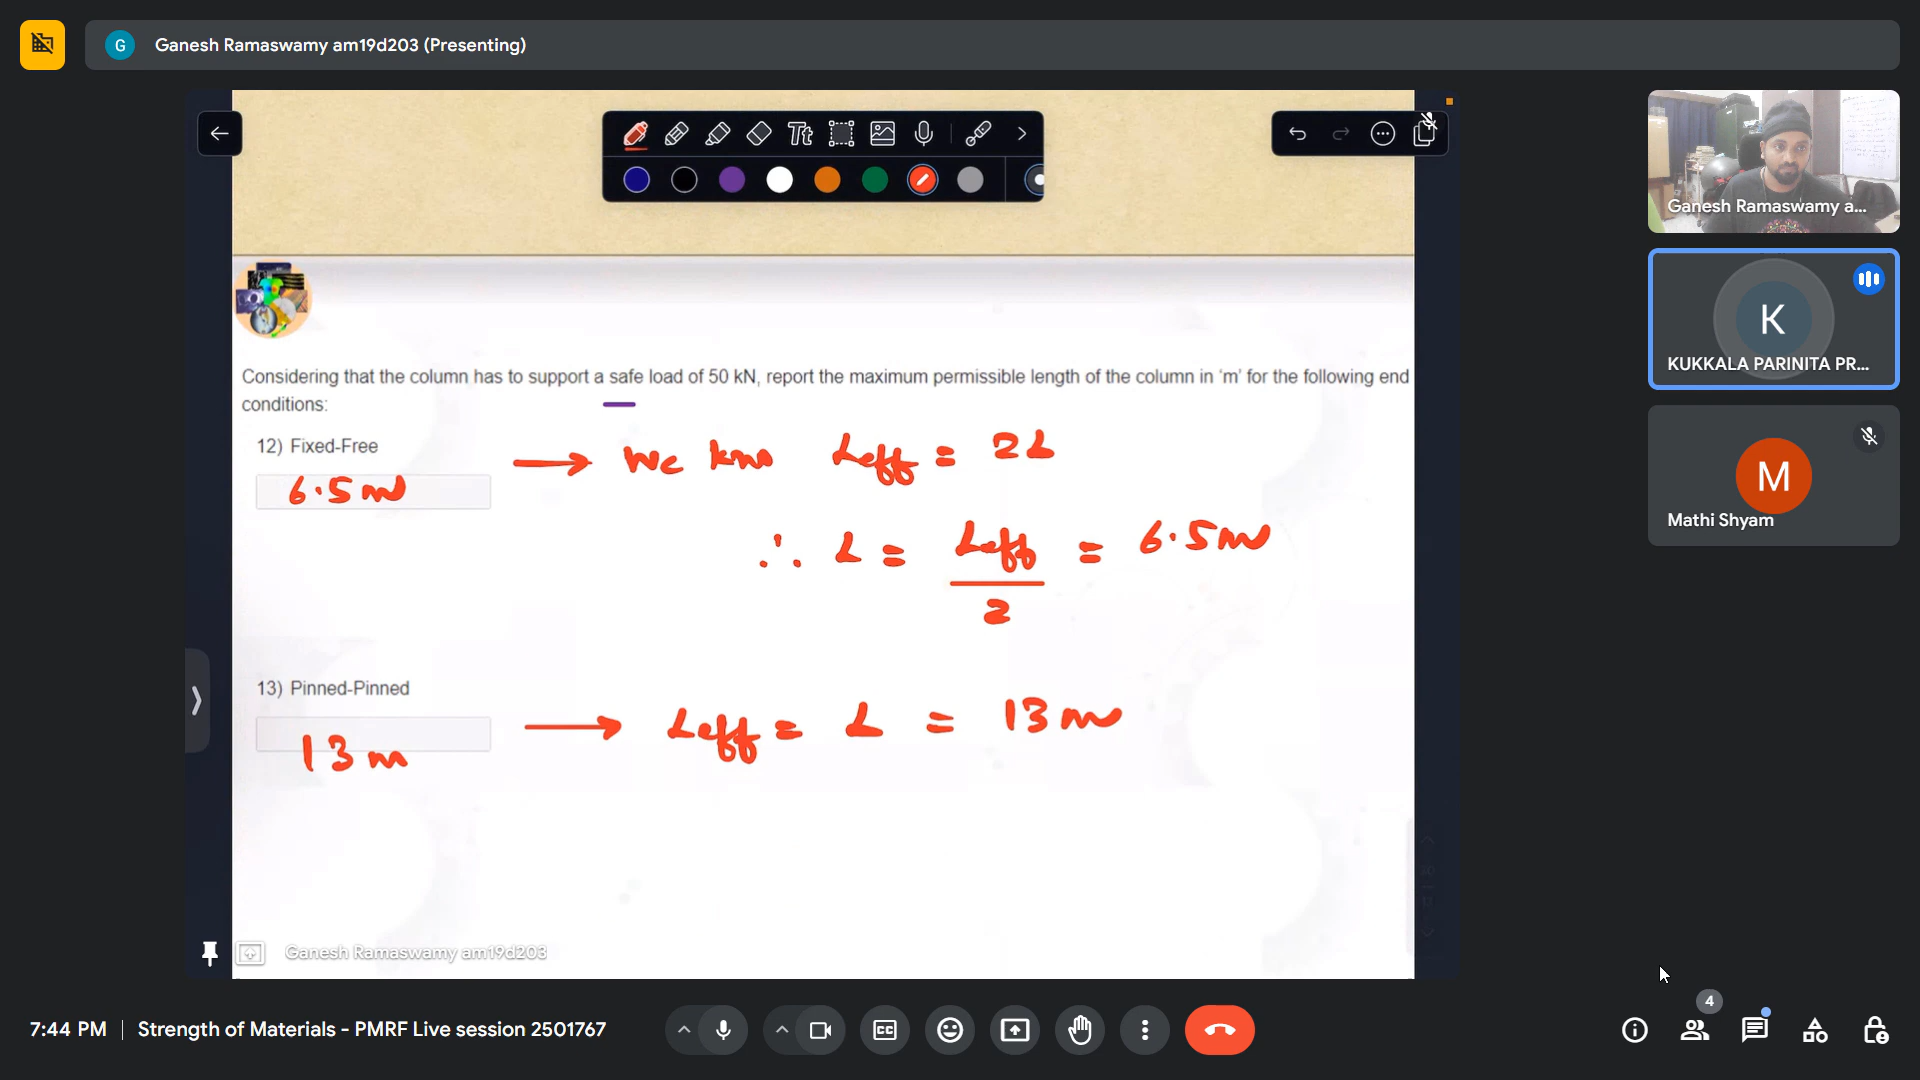 G Ganesh Ramaswamy am19d203 (Presenting)
Tt
Ganesh Ramaswamy a...
K
KUKKALA PARINITA PR...
M
Mathi Shyam
Considering that the column has to support a safe load of 50 kN, report the maximum permissible length of the column in 'm' for the following end
conditions:
12) Fixed-Free
6.5 m
→ We kno Leff = 2L
∴ L = Leff / 2 = 6.5 m
13) Pinned-Pinned
13 m
→ Leff = L = 13 m
Ganesh Ramaswamy am19d203
7:44 PM | Strength of Materials - PMRF Live session 2501767
CC
4